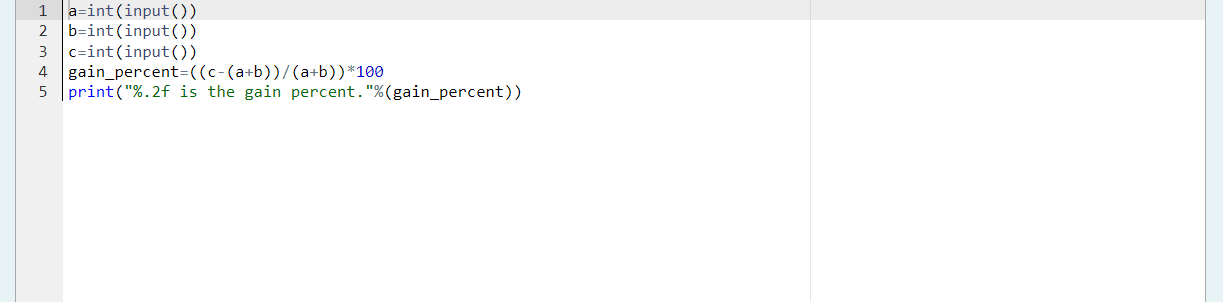 1 a=int(input())
2 b=int(input())
3 c=int(input())
4 gain_percent=((c-(a+b))/(a+b))*100
5 print("%.2f is the gain percent."%(gain_percent))